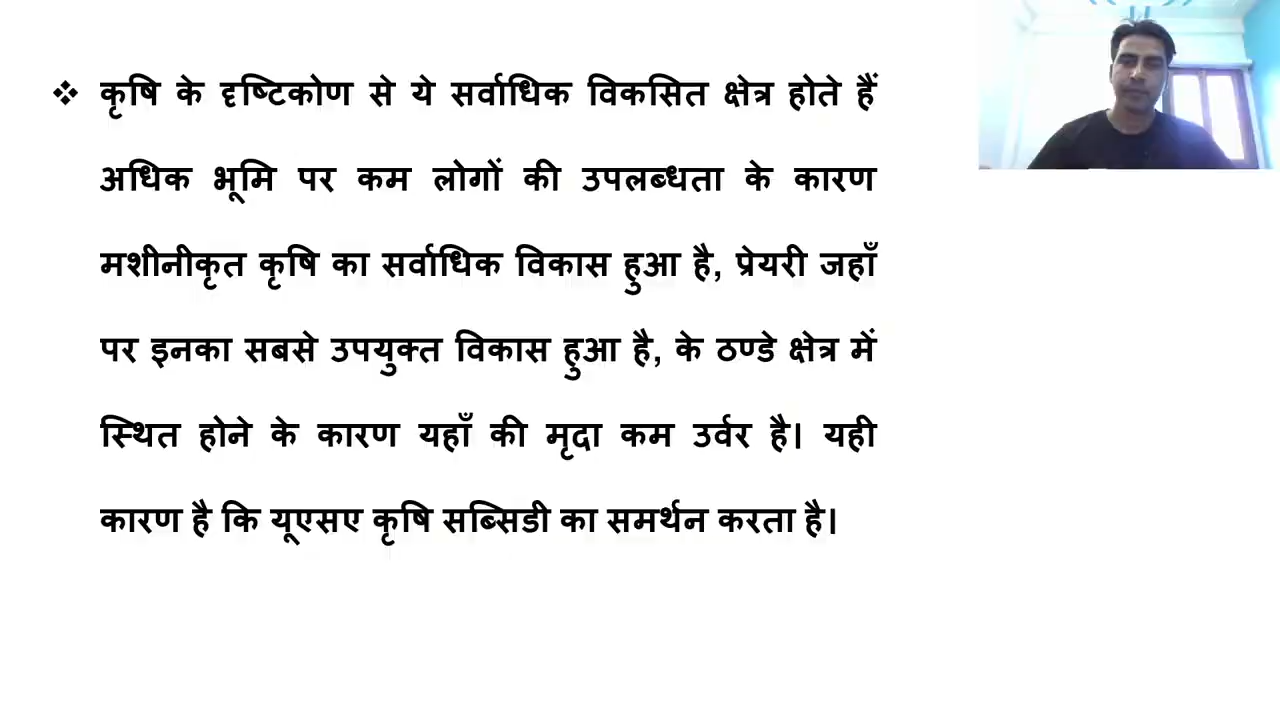 ❖ कृषि के दृष्टिकोण से ये सर्वाधिक विकसित क्षेत्र होते हैं
अधिक भूमि पर कम लोगों की उपलब्धता के कारण
मशीनीकृत कृषि का सर्वाधिक विकास हुआ है, प्रेयरी जहाँ
पर इनका सबसे उपयुक्त विकास हुआ है, के ठण्डे क्षेत्र में
स्थित होने के कारण यहाँ की मृदा कम उर्वर है। यही
कारण है कि यूएसए कृषि सब्सिडी का समर्थन करता है।